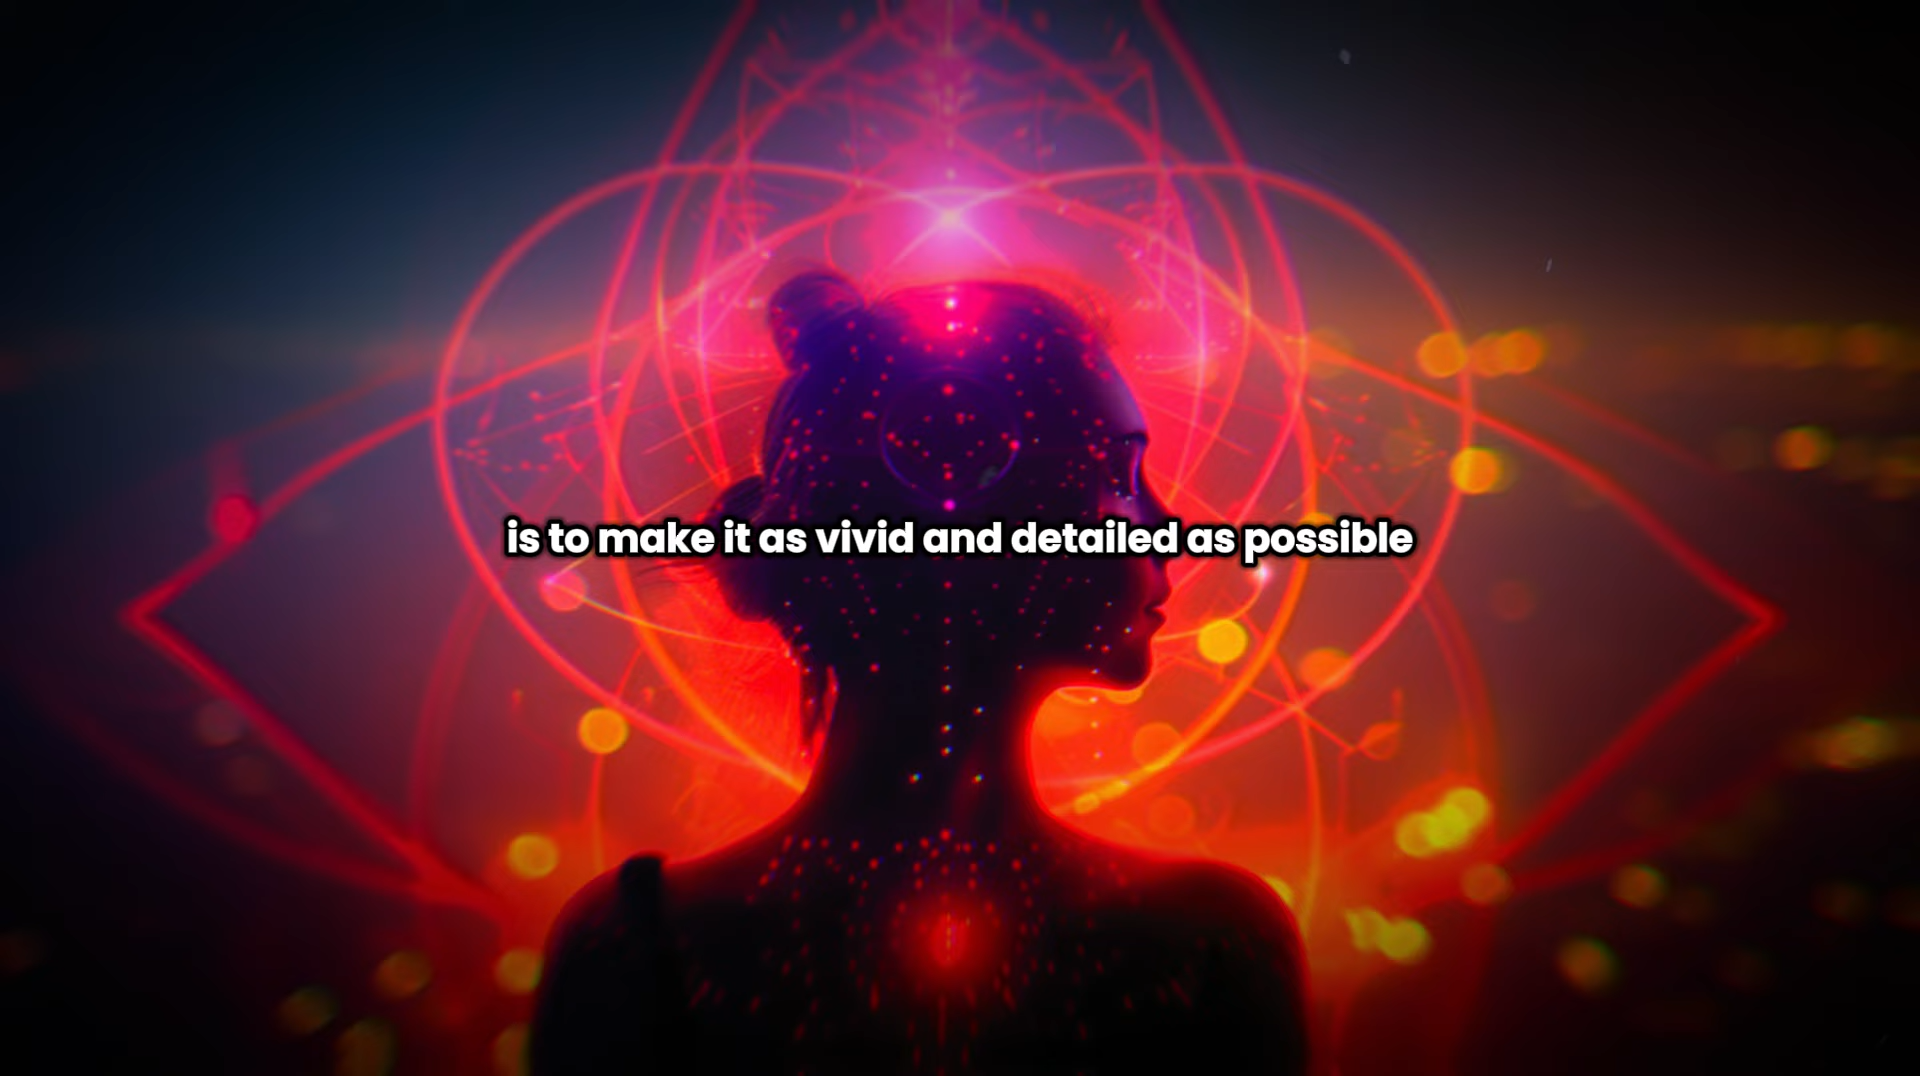 is to make it as vivid and detailed as possible